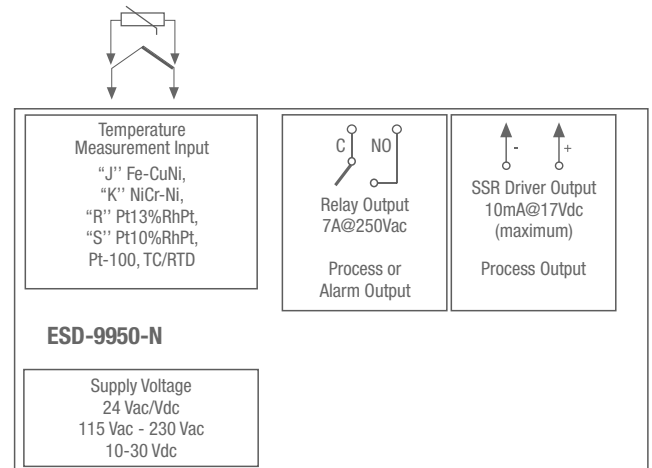 Temperature
Measurement Input
“J’’ Fe-CuNi,
“K’’ NiCr-Ni,
“R’’ Pt13%RhPt,
“S’’ Pt10%RhPt,
Pt-100, TC/RTD
C NO
Relay Output
7A@250Vac
Process or
Alarm Output
- +
SSR Driver Output
10mA@17Vdc
(maximum)
Process Output
ESD-9950-N
Supply Voltage
24 Vac/Vdc
115 Vac - 230 Vac
10-30 Vdc